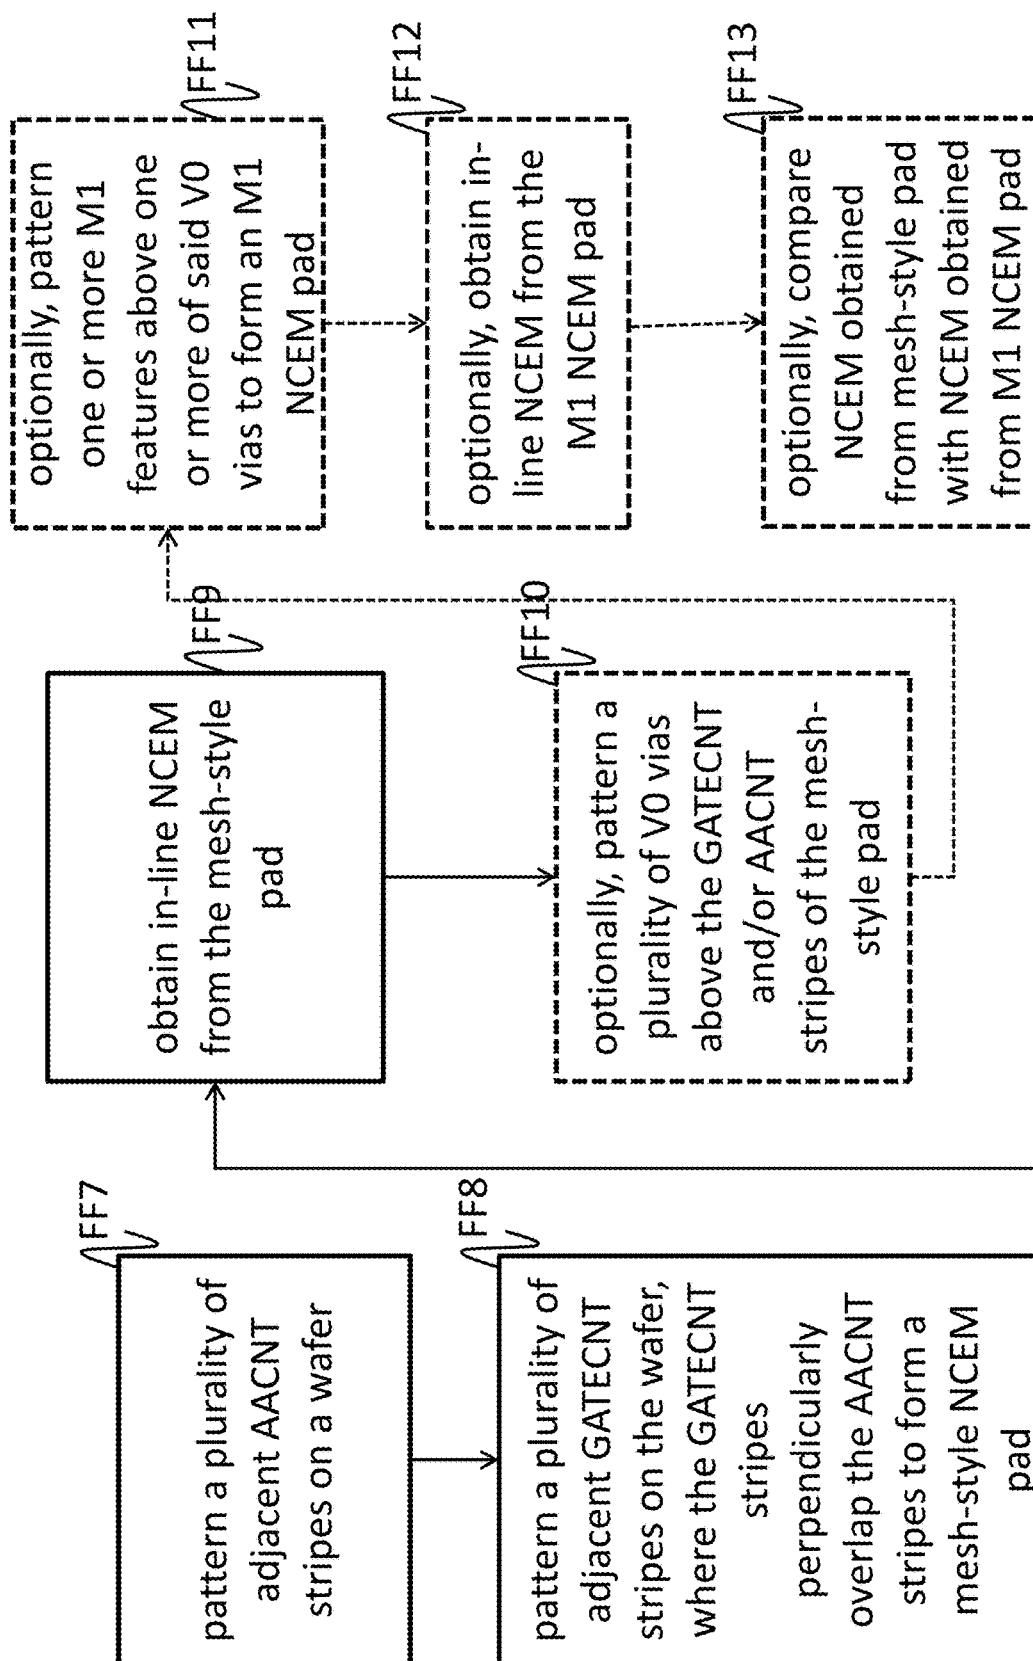 FF7
pattern a plurality of
adjacent AACNT
stripes on a wafer
FF8
pattern a plurality of
adjacent GATECNT
stripes on the wafer,
where the GATECNT
stripes
perpendicularly
overlap the AACNT
stripes to form a
mesh-style NCEM
pad
FF9
obtain in-line NCEM
from the mesh-style
pad
FF10
optionally, pattern a
plurality of V0 vias
above the GATECNT
and/or AACNT
stripes of the mesh-
style pad
FF11
optionally, pattern
one or more M1
features above one
or more of said V0
vias to form an M1
NCEM pad
FF12
optionally, obtain in-
line NCEM from the
M1 NCEM pad
FF13
optionally, compare
NCEM obtained
from mesh-style pad
with NCEM obtained
from M1 NCEM pad